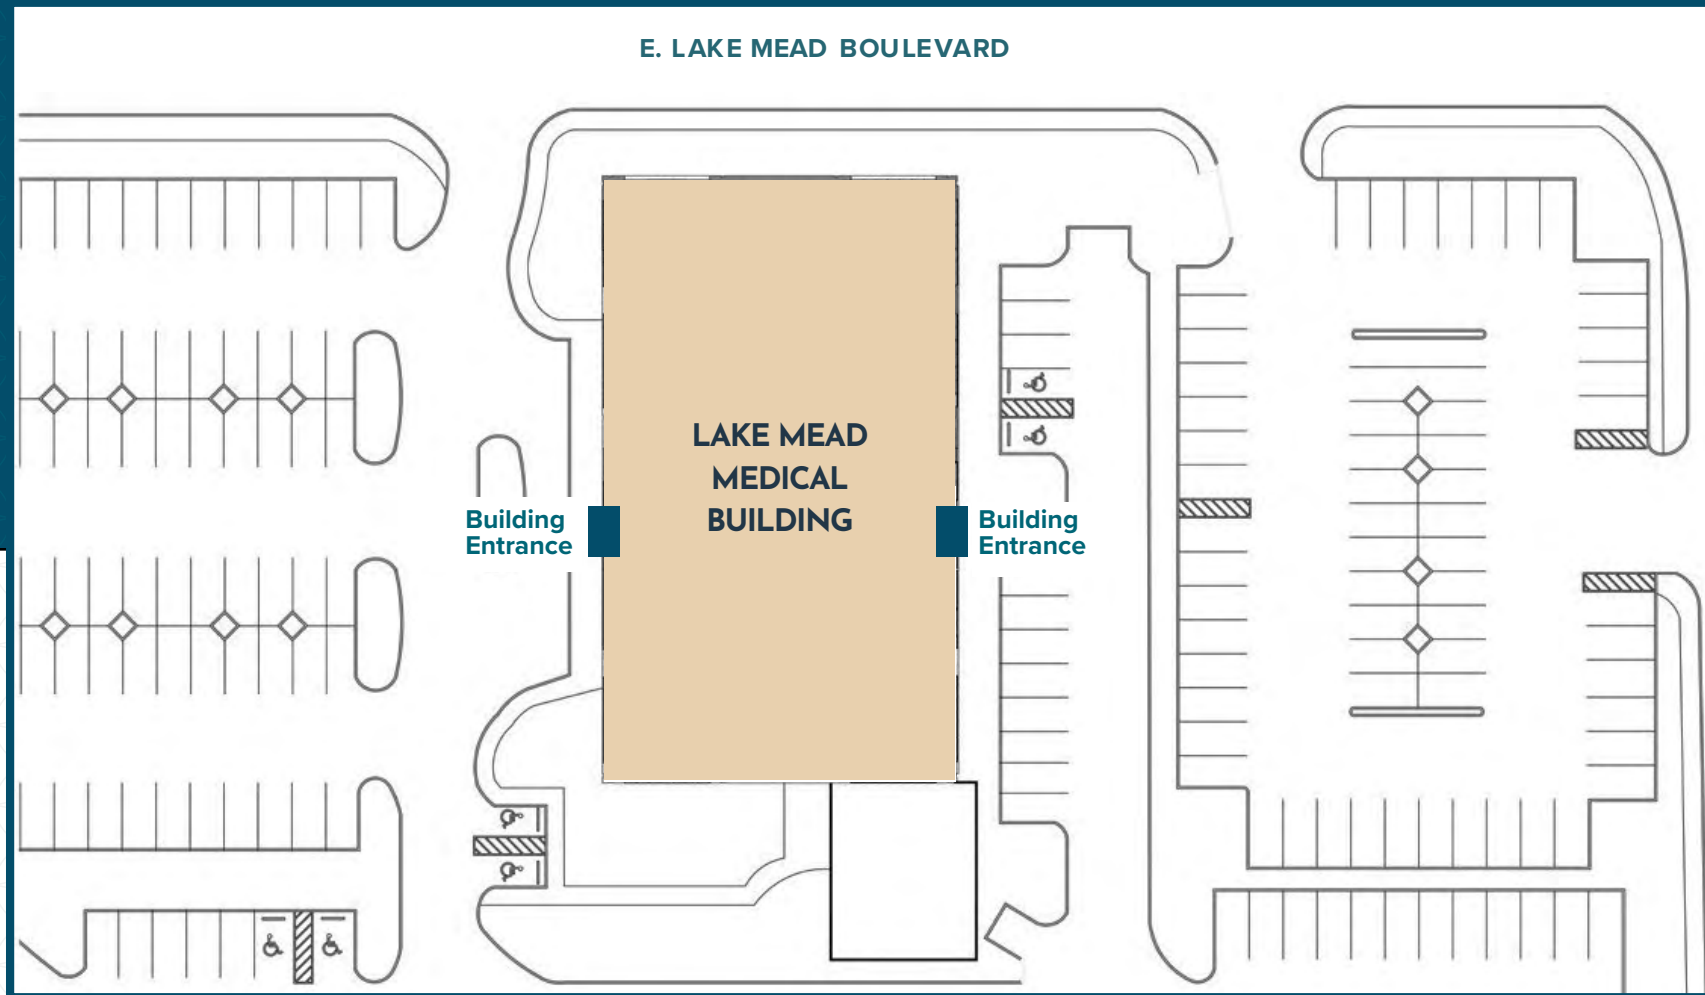 E. LAKE MEAD BOULEVARD
LAKE MEAD
MEDICAL
BUILDING
Building
Entrance
Building
Entrance